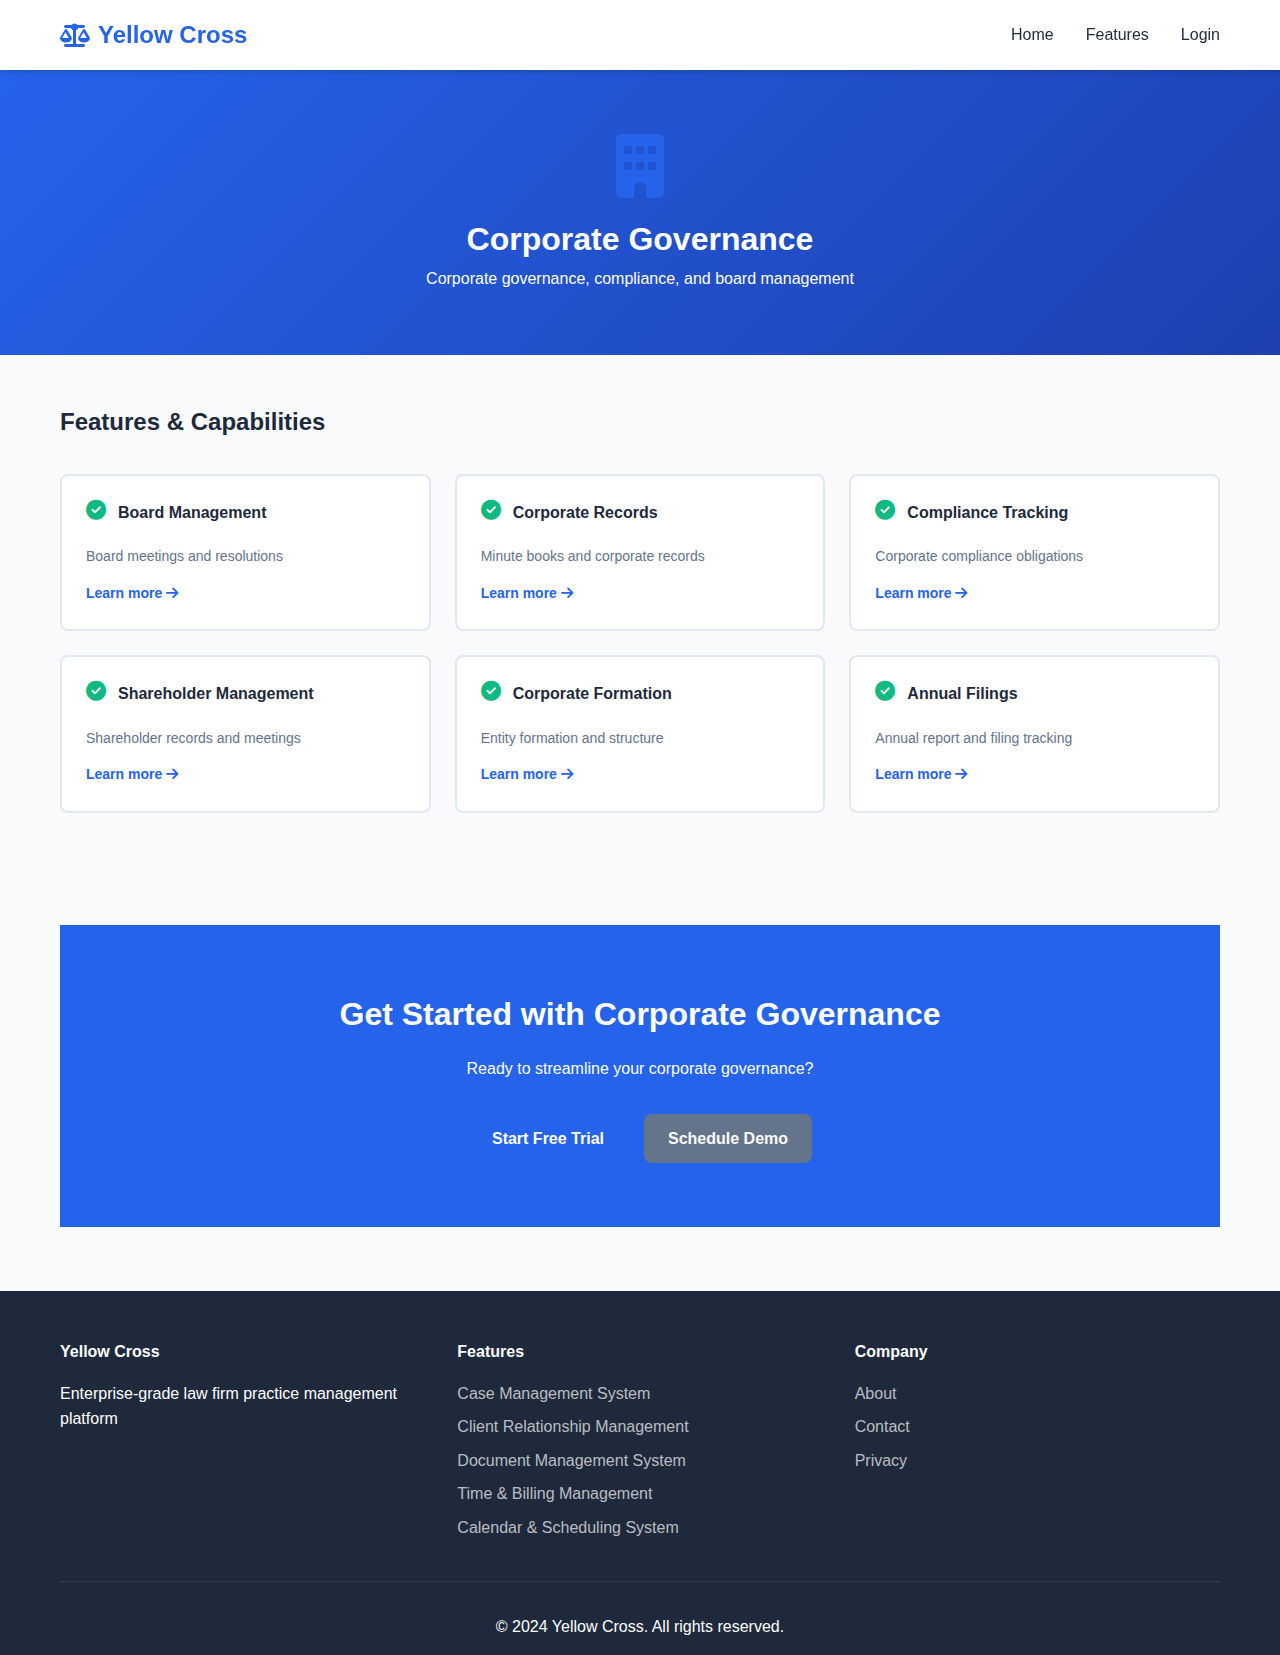 Yellow Cross
Home Features Login
Corporate Governance
Corporate governance, compliance, and board management
Features & Capabilities
Board Management
Board meetings and resolutions
Learn more →
Corporate Records
Minute books and corporate records
Learn more →
Compliance Tracking
Corporate compliance obligations
Learn more →
Shareholder Management
Shareholder records and meetings
Learn more →
Corporate Formation
Entity formation and structure
Learn more →
Annual Filings
Annual report and filing tracking
Learn more →
Get Started with Corporate Governance
Ready to streamline your corporate governance?
Start Free Trial
Schedule Demo
Yellow Cross
Enterprise-grade law firm practice management
platform
Features
Case Management System
Client Relationship Management
Document Management System
Time & Billing Management
Calendar & Scheduling System
Company
About
Contact
Privacy
© 2024 Yellow Cross. All rights reserved.